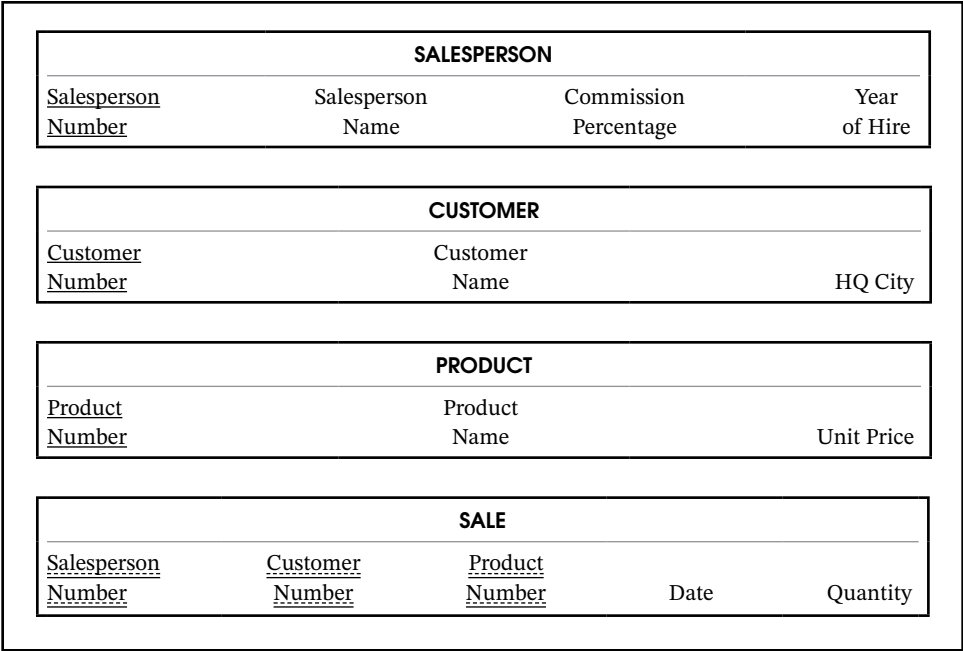 SALESPERSON
Salesperson Salesperson Commission Year
Number Name Percentage of Hire
CUSTOMER
Customer Customer
Number Name HQ City
PRODUCT
Product Product
Number Name Unit Price
SALE
Salesperson Customer Product
Number Number Number Date Quantity